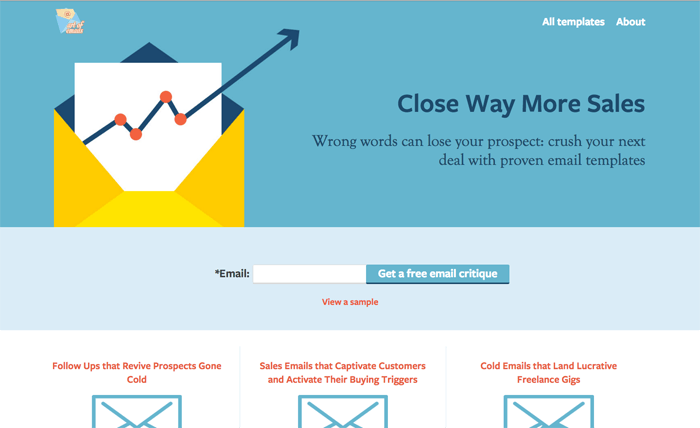 Art of
emails
All templates About
Close Way More Sales
Wrong words can lose your prospect: crush your next
deal with proven email templates
*Email: Get a free email critique
View a sample
Follow Ups that Revive Prospects Gone
Cold
Sales Emails that Captivate Customers
and Activate Their Buying Triggers
Cold Emails that Land Lucrative
Freelance Gigs